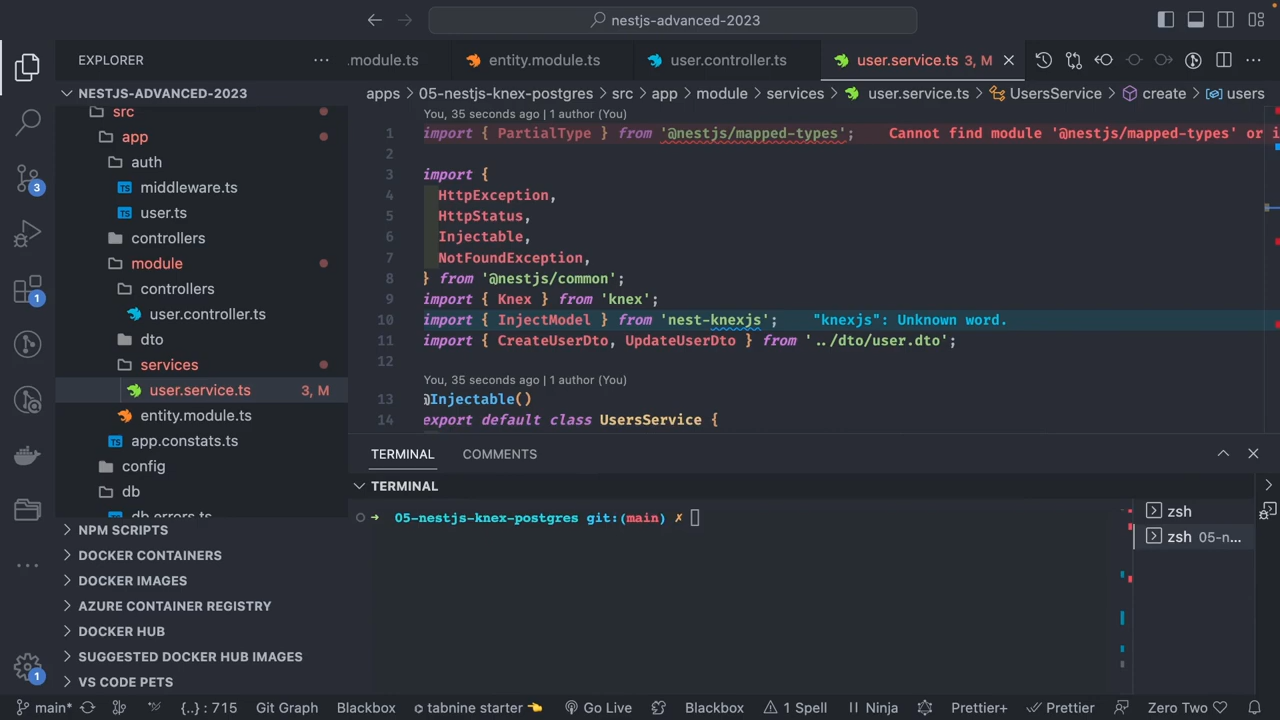 nestjs-advanced-2023
EXPLORER
.module.ts
entity.module.ts
user.controller.ts
user.service.ts 3, M
NESTJS-ADVANCED-2023
apps > 05-nestjs-knex-postgres > src > app > module > services > user.service.ts > UsersService > create > users
src
app
auth
middleware.ts
user.ts
controllers
module
controllers
user.controller.ts
dto
services
user.service.ts 3, M
entity.module.ts
app.constats.ts
config
db
db.errors.ts
NPM SCRIPTS
DOCKER CONTAINERS
DOCKER IMAGES
AZURE CONTAINER REGISTRY
DOCKER HUB
SUGGESTED DOCKER HUB IMAGES
VS CODE PETS
3
1
1
You, 35 seconds ago | 1 author (You)
1 import { PartialType } from '@nestjs/mapped-types'; Cannot find module '@nestjs/mapped-types' or i
2
3 import {
4 HttpException,
5 HttpStatus,
6 Injectable,
7 NotFoundException,
8 } from '@nestjs/common';
9 import { Knex } from 'knex';
10 import { InjectModel } from 'nest-knexjs'; "knexjs": Unknown word.
11 import { CreateUserDto, UpdateUserDto } from '../dto/user.dto';
12
You, 35 seconds ago | 1 author (You)
13 @Injectable()
14 export default class UsersService {
TERMINAL
COMMENTS
TERMINAL
→ 05-nestjs-knex-postgres git:(main) ✗
zsh
zsh 05-n...
main* {..} : 715 Git Graph Blackbox tabnine starter Go Live Blackbox 1 Spell Ninja Prettier+ Prettier Zero Two